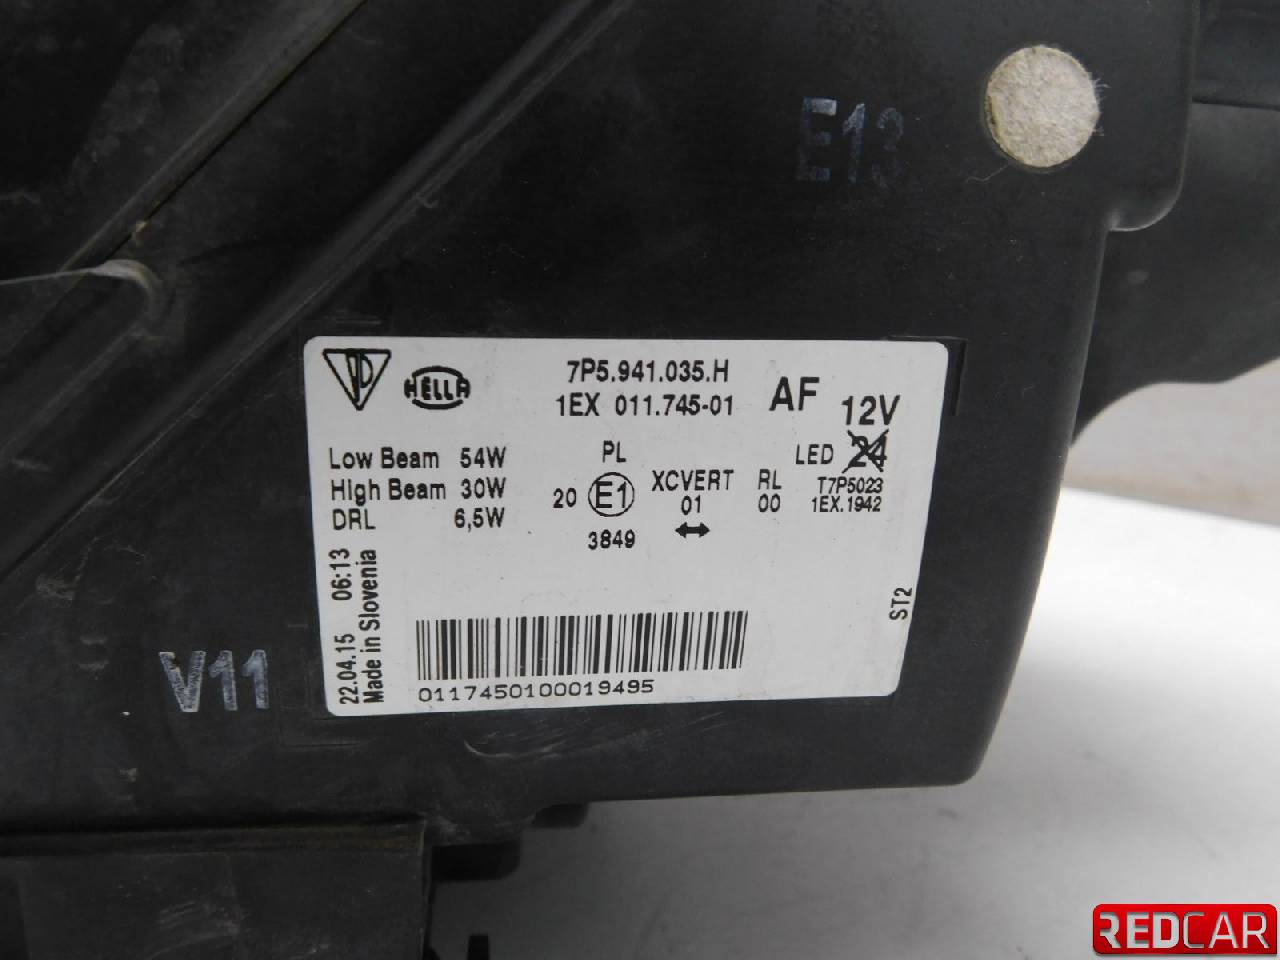 E13
HELLA
7P5.941.035.H
1EX 011.745-01
AF
12V
24
LED
T7P5023
1EX.1942
Low Beam 54W
High Beam 30W
DRL 6,5W
PL
20 E1 XCVERT RL
01 00
3849
22.04.15 06:13
Made in Slovenia
ST2
0117450100019495
V11
REDCAR